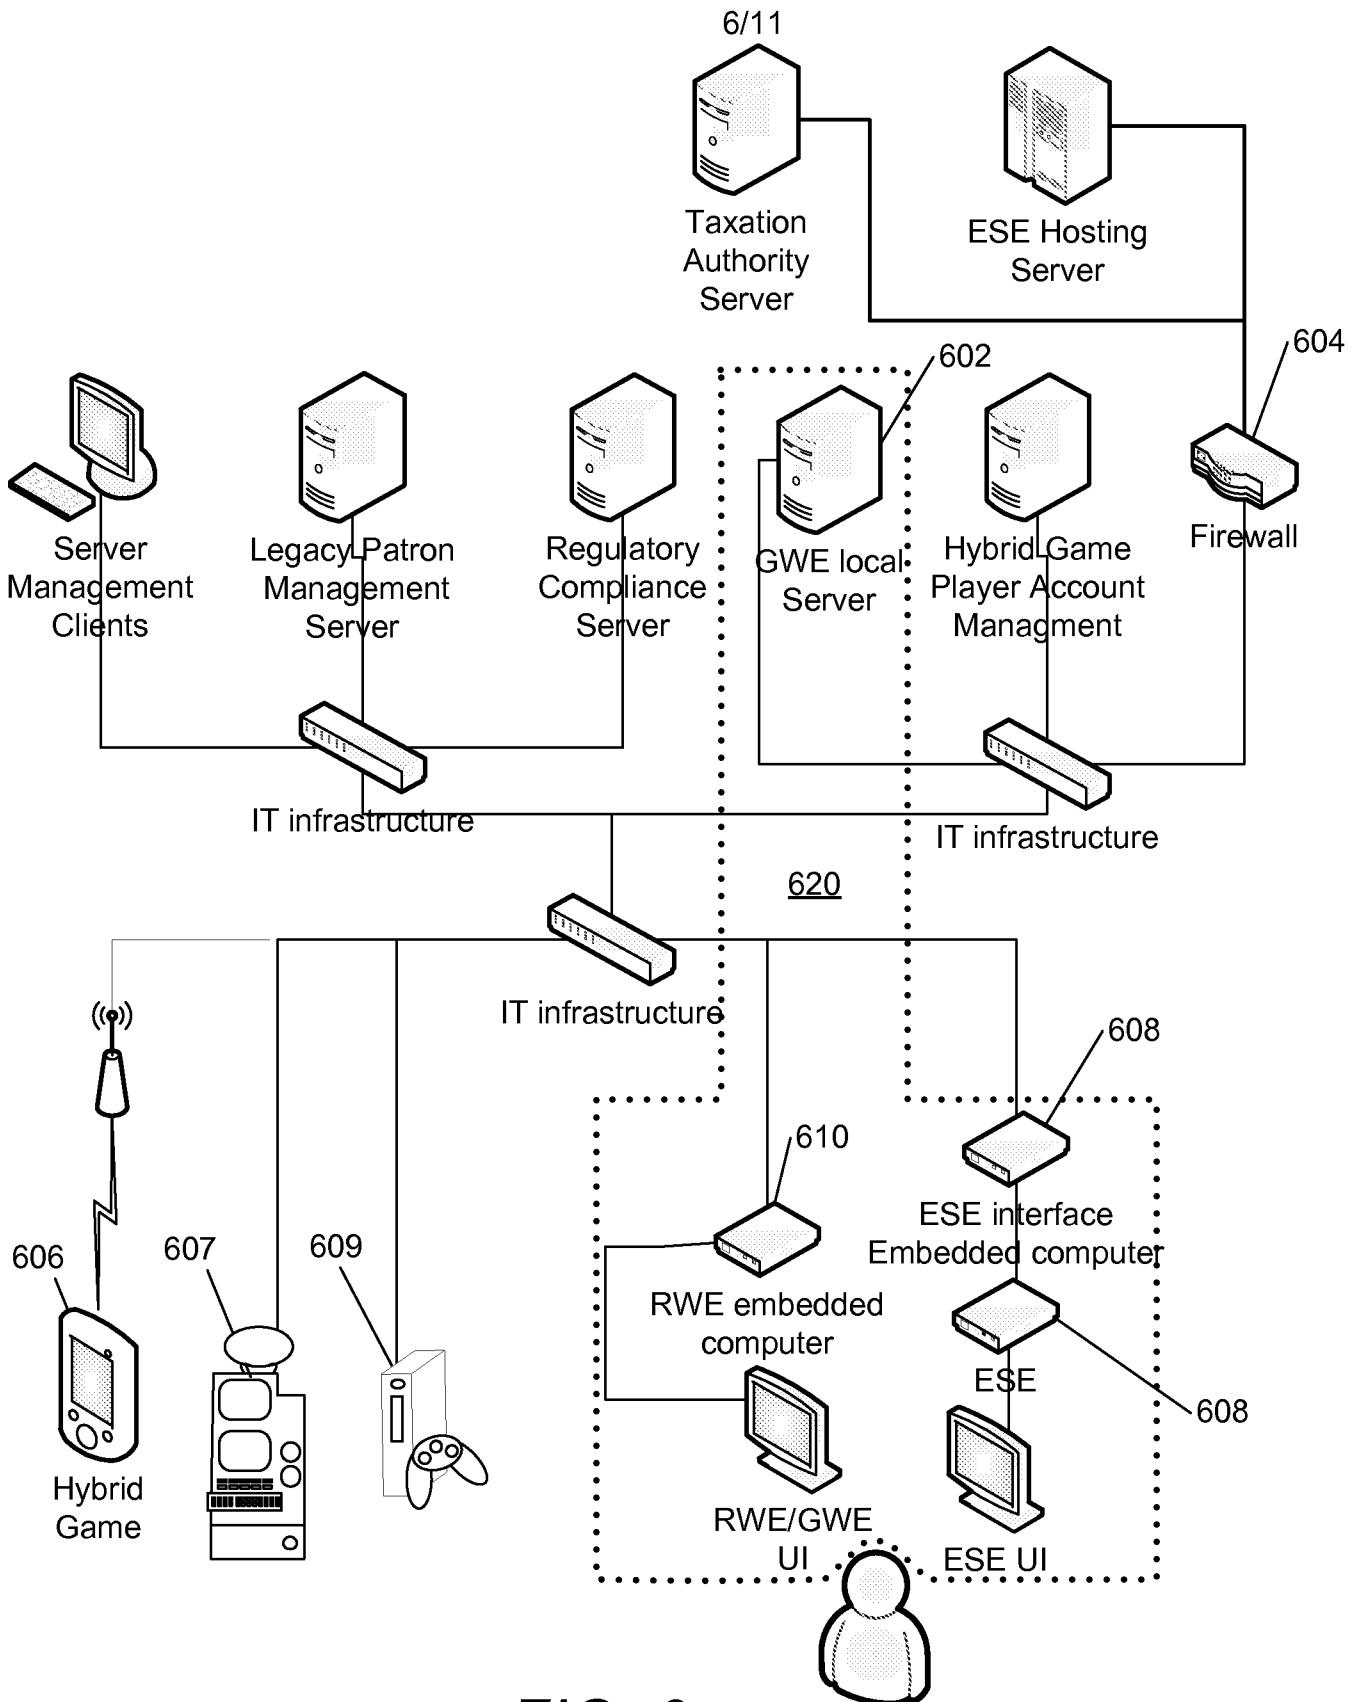 6/11
Taxation
Authority
Server
ESE Hosting
Server
602
604
Server
Management
Clients
Legacy Patron
Management
Server
Regulatory
Compliance
Server
GWE local
Server
Hybrid Game
Player Account
Managment
Firewall
IT infrastructure
IT infrastructure
620
IT infrastructure
608
610
ESE interface
Embedded computer
606
607
609
RWE embedded
computer
ESE
608
Hybrid
Game
RWE/GWE
UI
ESE UI